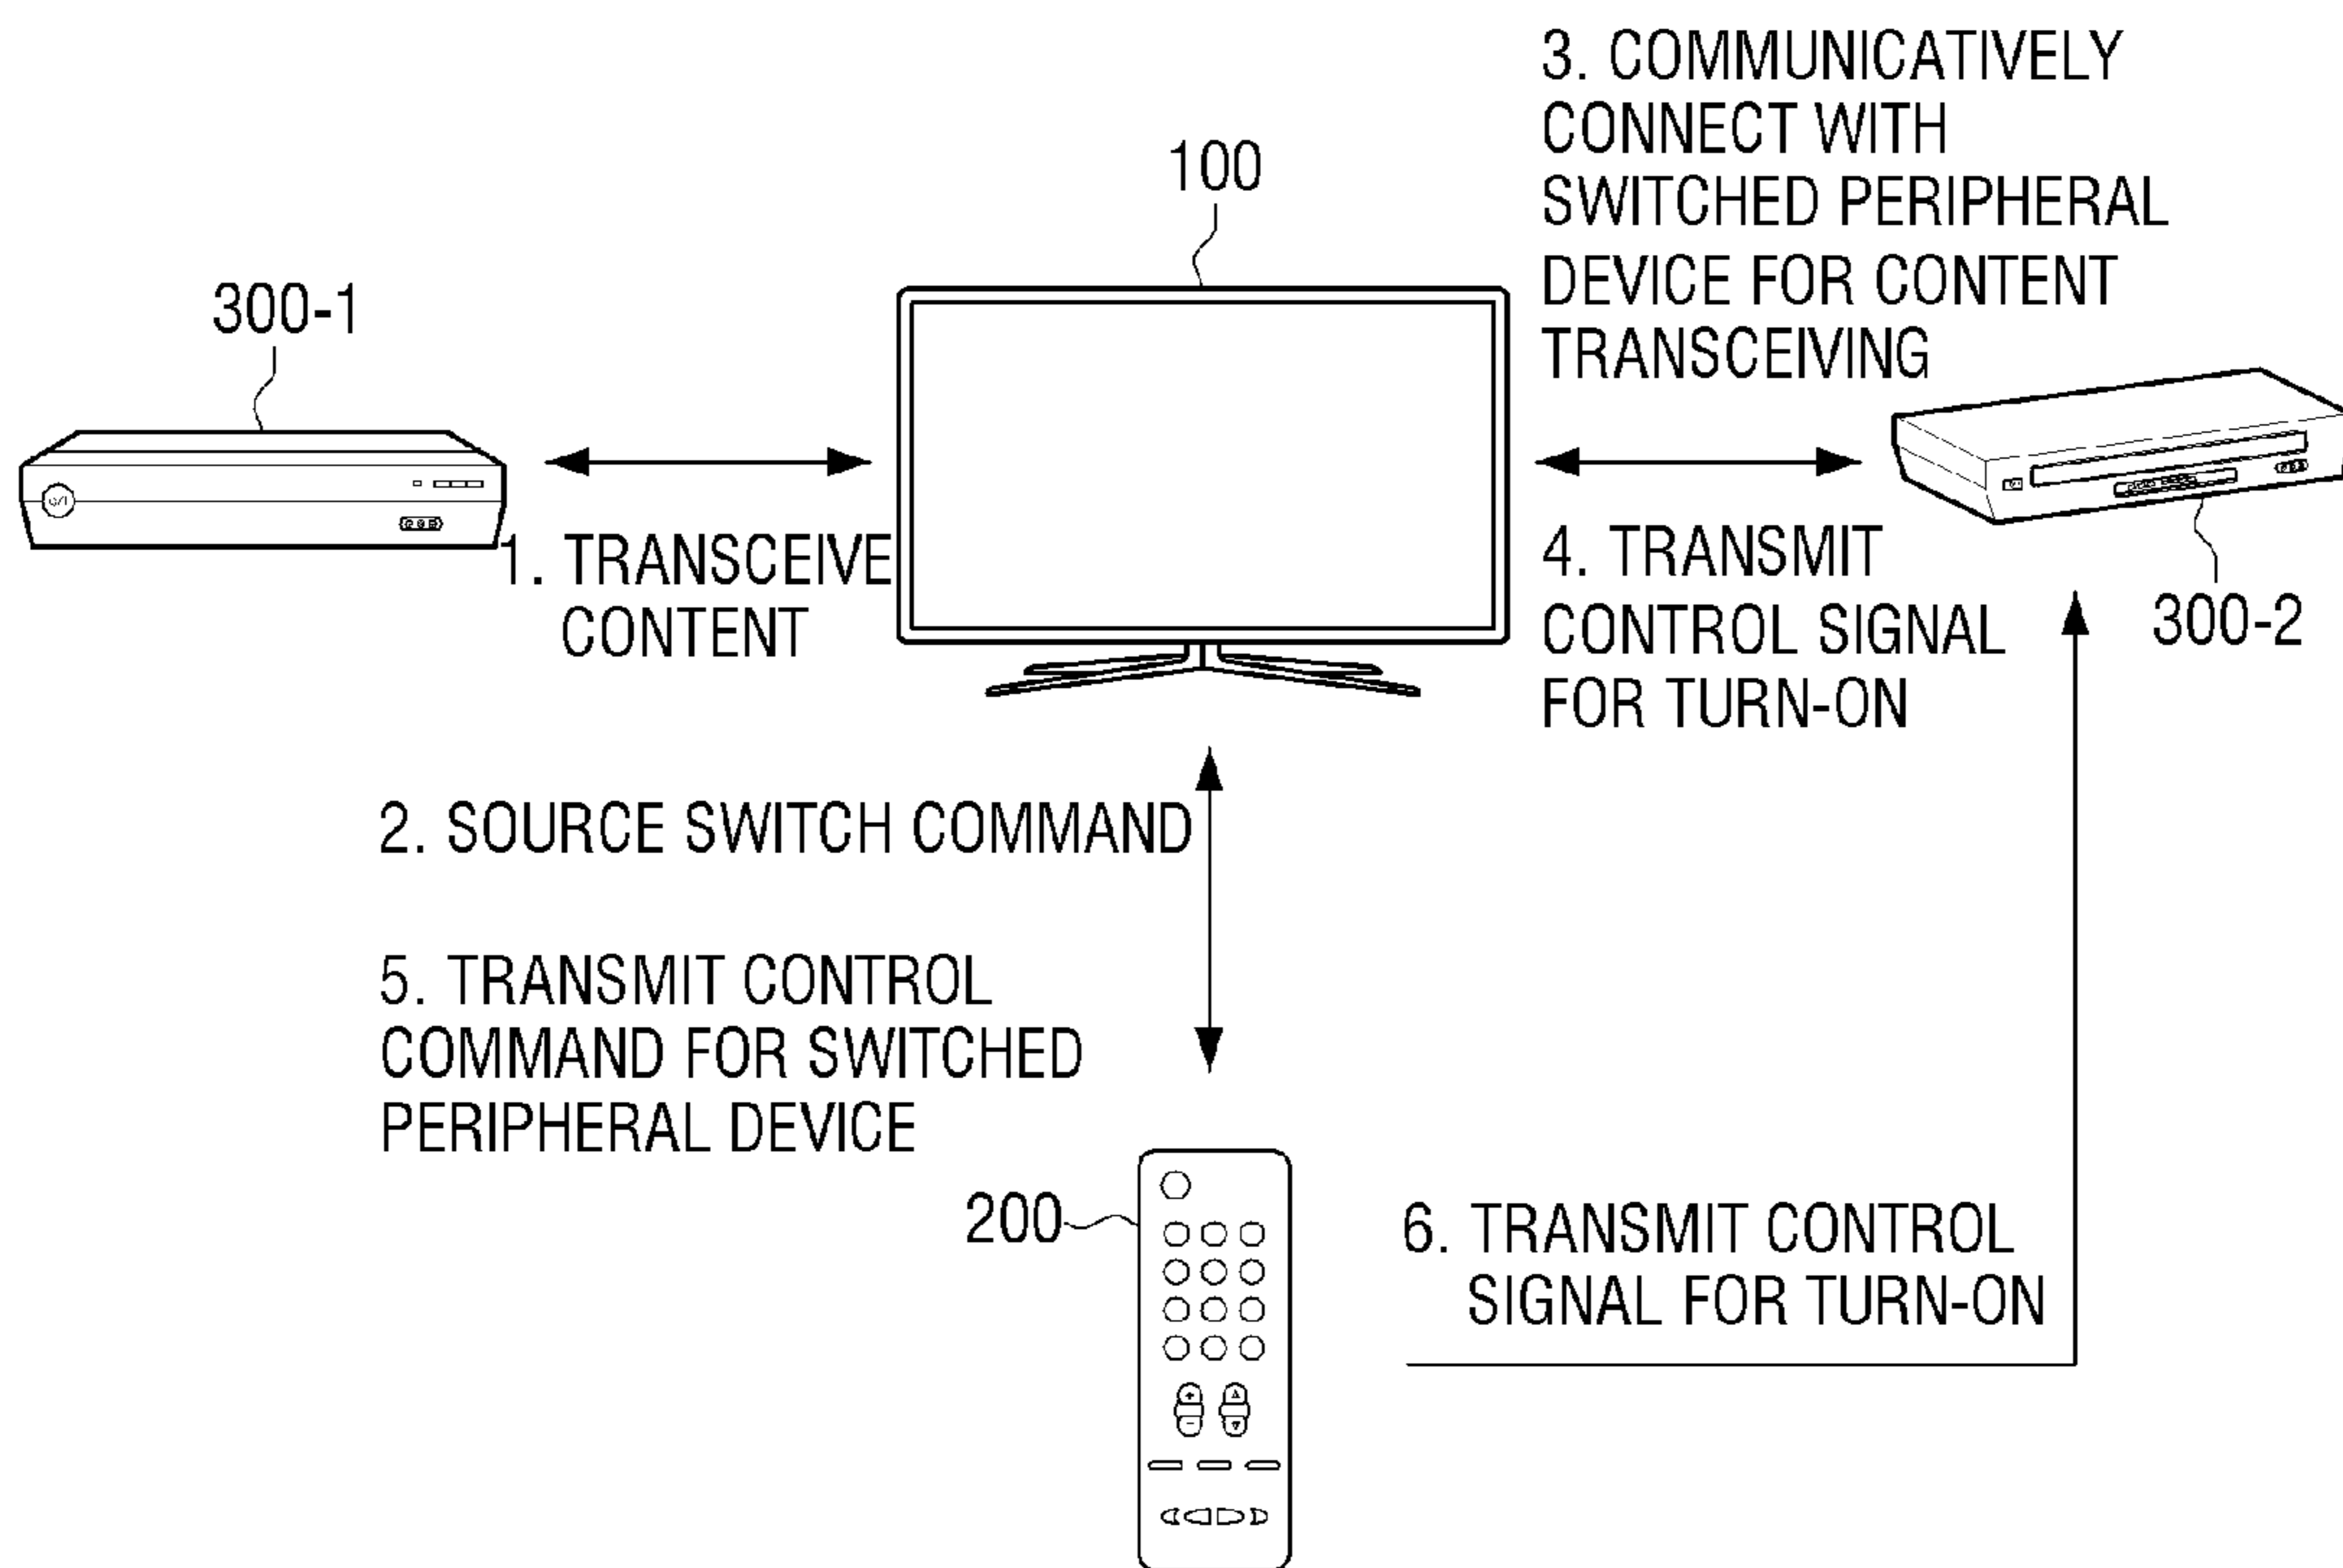 3. COMMUNICATIVELY
CONNECT WITH
SWITCHED PERIPHERAL
DEVICE FOR CONTENT
TRANSCEIVING
100
300-1
1. TRANSCEIVE
CONTENT
4. TRANSMIT
CONTROL SIGNAL
FOR TURN-ON
300-2
2. SOURCE SWITCH COMMAND
5. TRANSMIT CONTROL
COMMAND FOR SWITCHED
PERIPHERAL DEVICE
200
6. TRANSMIT CONTROL
SIGNAL FOR TURN-ON